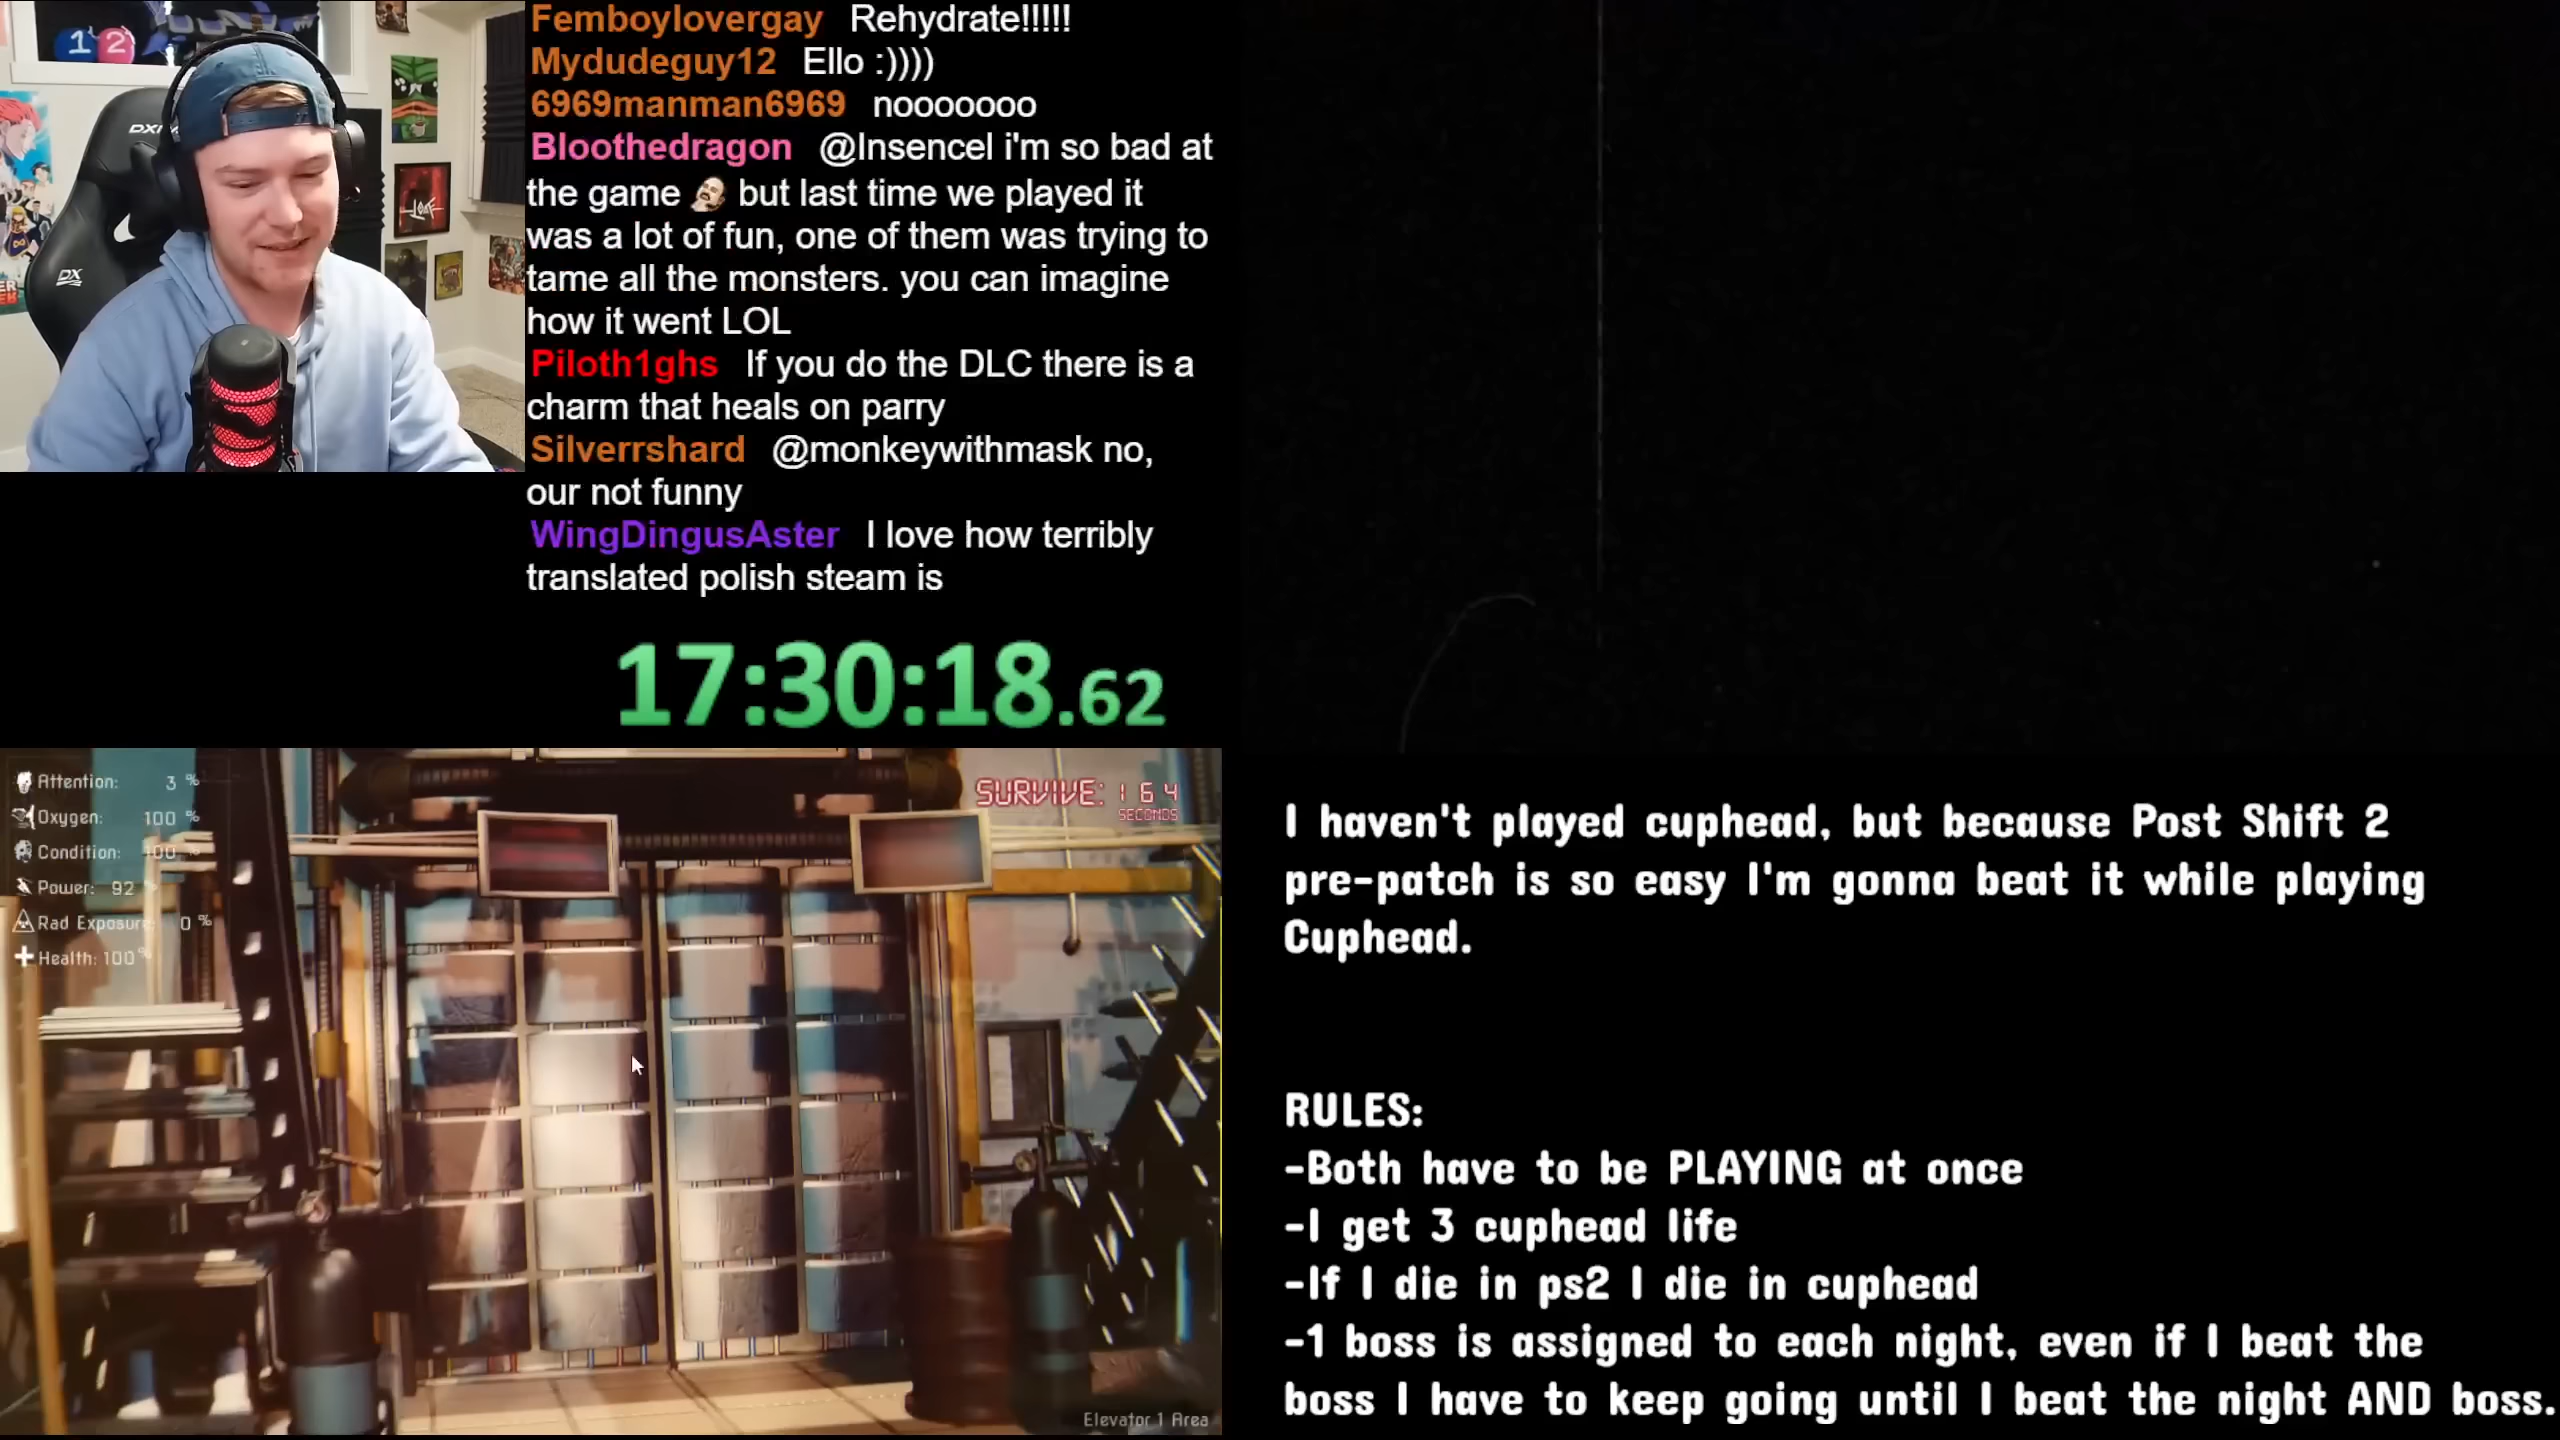 1 2
DX
Femboylovergay Rehydrate!!!!!
Mydudeguy12 Ello :))))
6969manman6969 nooooooo
Bloothedragon @Insencel i'm so bad at
the game but last time we played it
was a lot of fun, one of them was trying to
tame all the monsters. you can imagine
how it went LOL
Piloth1ghs If you do the DLC there is a
charm that heals on parry
Silverrshard @monkeywithmask no,
our not funny
WingDingusAster I love how terribly
translated polish steam is
17:30:18.62
Attention: 3 %
Oxygen: 100 %
Condition: 100 %
Power: 92
Rad Exposure: 0 %
Health: 100 %
SURVIVE: 164
SECONDS
Elevator 1 Area
I haven't played cuphead, but because Post Shift 2
pre-patch is so easy I'm gonna beat it while playing
Cuphead.
RULES:
-Both have to be PLAYING at once
-I get 3 cuphead life
-If I die in ps2 I die in cuphead
-1 boss is assigned to each night, even if I beat the
boss I have to keep going until I beat the night AND boss.